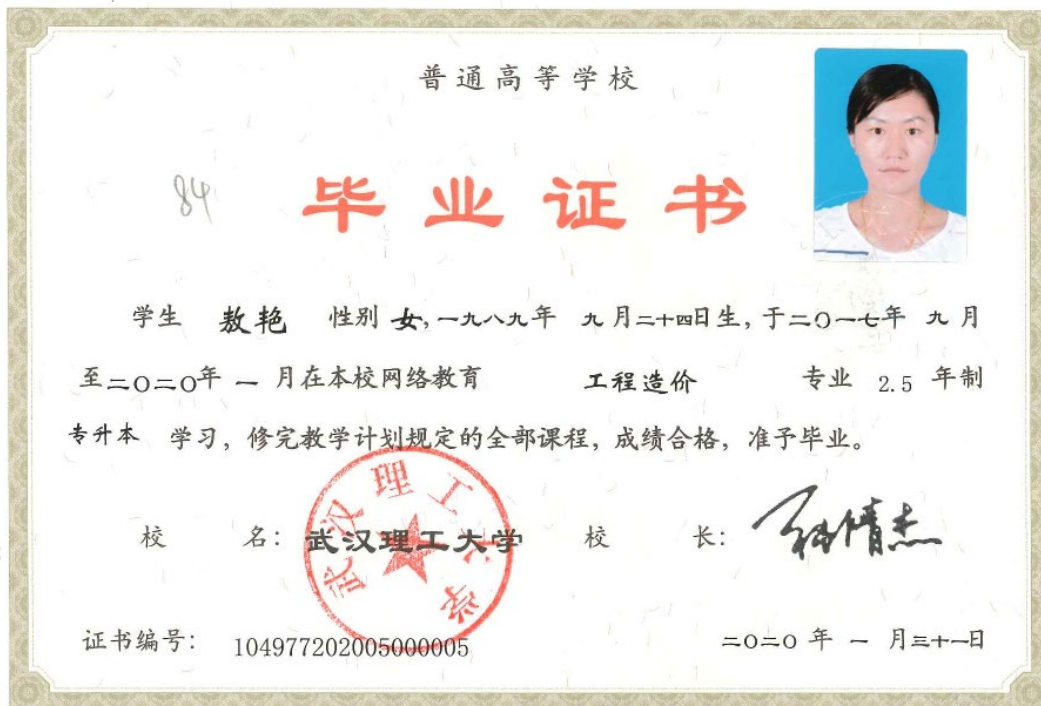 普通高等学校
84
毕业证书
学生 敖艳 性别 女,一九八九年 九月二十四日生,于二〇一七年 九月
至二〇二〇年 一 月在本校网络教育 工程造价 专业 2.5 年制
专升本 学习,修完教学计划规定的全部课程,成绩合格,准予毕业。
武汉理工大学
校 名:武汉理工大学 校 长:
证书编号: 104977202005000005 二〇二〇 年 一 月三十一日